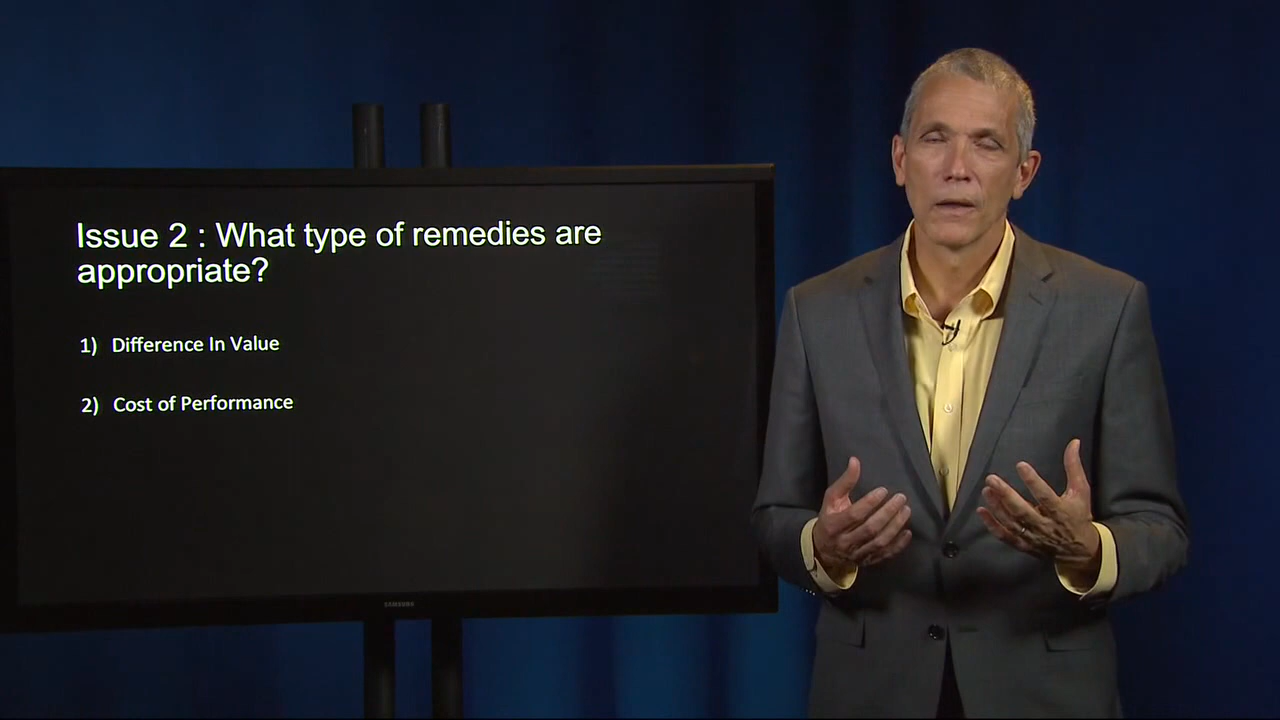 Issue 2 : What type of remedies are
appropriate?
1) Difference In Value
2) Cost of Performance
SAMSUNG